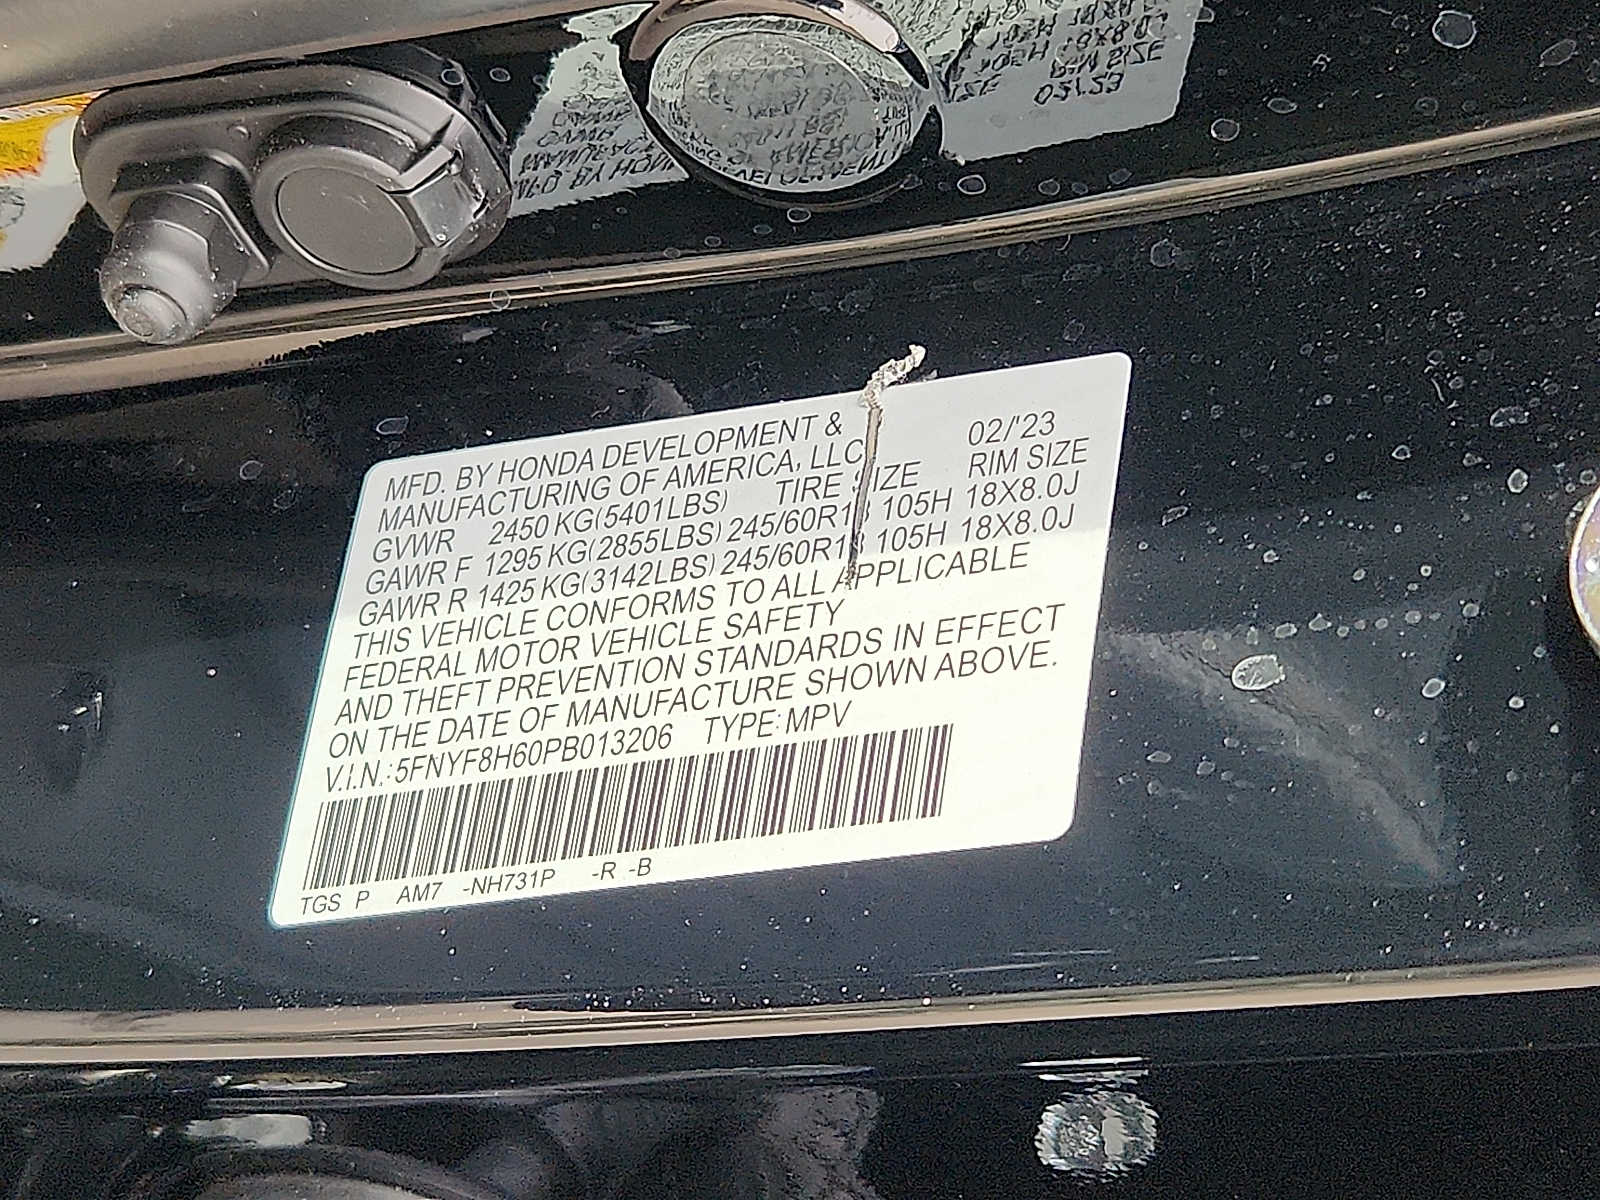 MFD. BY HONDA DEVELOPMENT & 02/'23
MANUFACTURING OF AMERICA, LLC
GVWR 2450 KG(5401LBS) TIRE SIZE RIM SIZE
GAWR F 1295 KG(2855LBS) 245/60R18 105H 18X8.0J
GAWR R 1425 KG(3142LBS) 245/60R18 105H 18X8.0J
THIS VEHICLE CONFORMS TO ALL APPLICABLE
FEDERAL MOTOR VEHICLE SAFETY
AND THEFT PREVENTION STANDARDS IN EFFECT
ON THE DATE OF MANUFACTURE SHOWN ABOVE.
V.I.N.:5FNYF8H60PB013206 TYPE:MPV
TGS P AM7 -NH731P -R -B